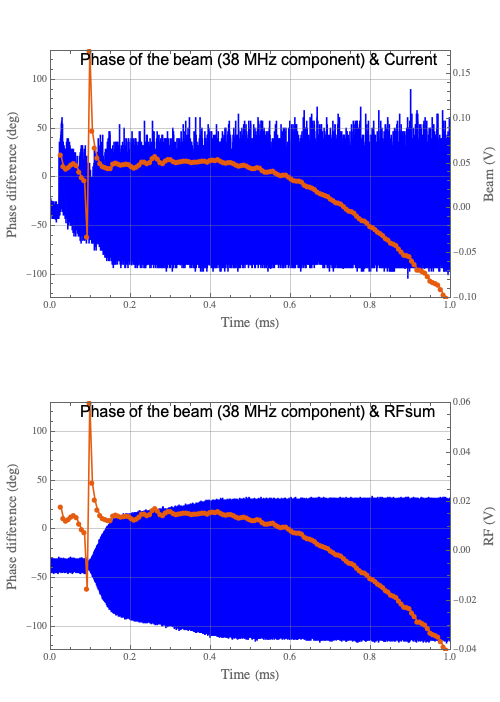 Phase of the beam (38 MHz component) & Current
100
50
0
−50
−100
0.15
0.10
0.05
0.00
−0.05
−0.10
0.0 0.2 0.4 0.6 0.8 1.0
Phase difference (deg)
Beam (V)
Time (ms)
Phase of the beam (38 MHz component) & RFsum
100
50
0
−50
−100
0.06
0.04
0.02
0.00
−0.02
−0.04
0.0 0.2 0.4 0.6 0.8 1.0
Phase difference (deg)
RF (V)
Time (ms)